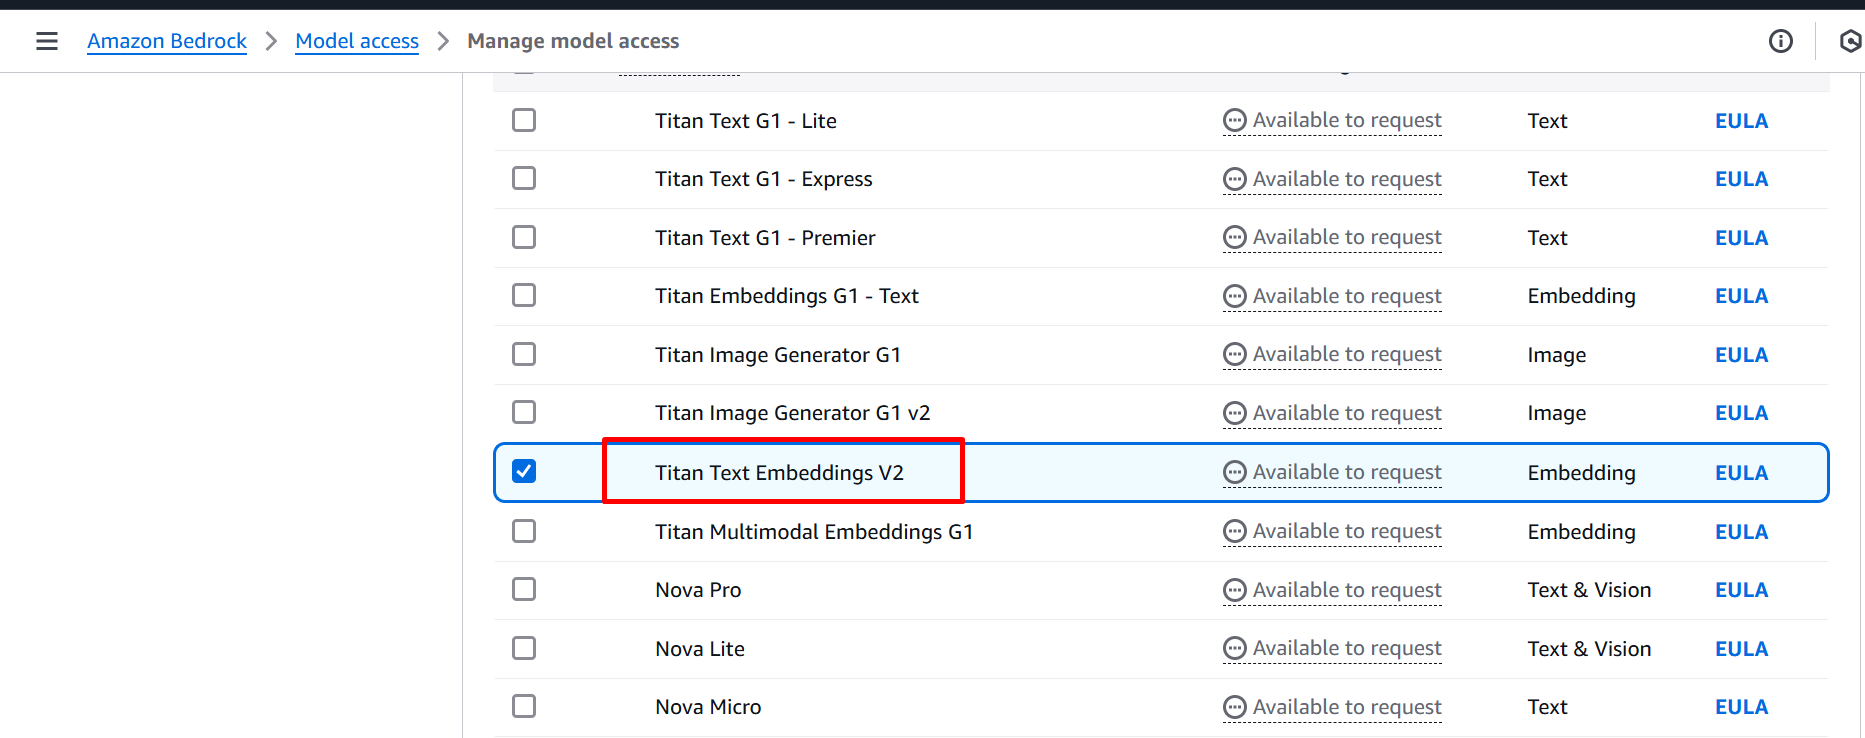 Amazon Bedrock > Model access > Manage model access
Titan Text G1 - Lite Available to request Text EULA
Titan Text G1 - Express Available to request Text EULA
Titan Text G1 - Premier Available to request Text EULA
Titan Embeddings G1 - Text Available to request Embedding EULA
Titan Image Generator G1 Available to request Image EULA
Titan Image Generator G1 v2 Available to request Image EULA
Titan Text Embeddings V2 Available to request Embedding EULA
Titan Multimodal Embeddings G1 Available to request Embedding EULA
Nova Pro Available to request Text & Vision EULA
Nova Lite Available to request Text & Vision EULA
Nova Micro Available to request Text EULA